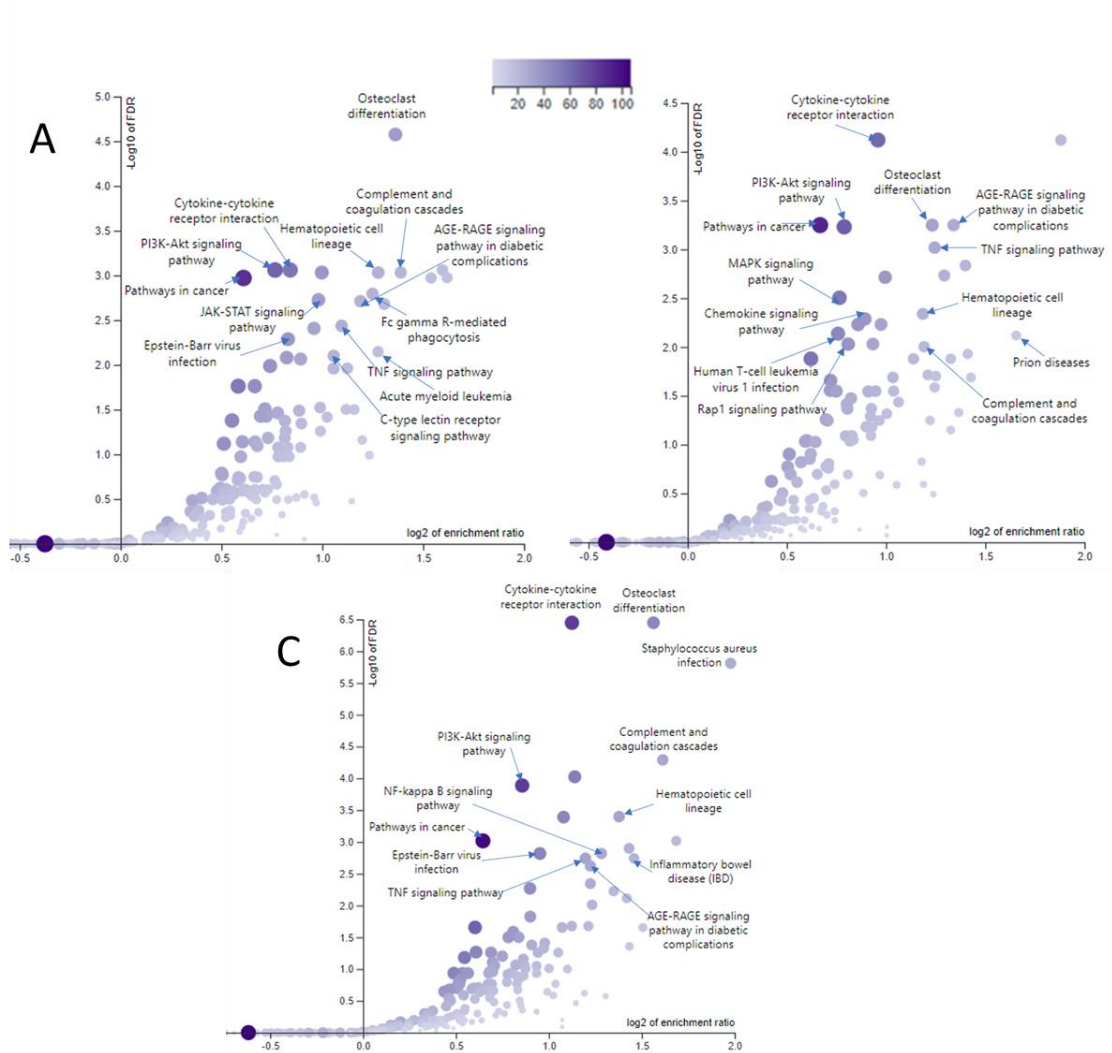 20 40 60 80 100
A
5.0
4.5
4.0
3.5
3.0
2.5
2.0
1.5
1.0
0.5
-Log10 of FDR
Osteoclast
differentiation
Complement and
coagulation cascades
Cytokine-cytokine
receptor interaction
Hematopoietic cell
lineage
AGE-RAGE signaling
pathway in diabetic
complications
PI3K-Akt signaling
pathway
Pathways in cancer
JAK-STAT signaling
pathway
Fc gamma R-mediated
phagocytosis
Epstein-Barr virus
infection
TNF signaling pathway
Acute myeloid leukemia
C-type lectin receptor
signaling pathway
log2 of enrichment ratio
-0.5 0.0 0.5 1.0 1.5 2.0
4.5
4.0
3.5
3.0
2.5
2.0
1.5
1.0
0.5
-Log10 of FDR
Cytokine-cytokine
receptor interaction
PI3K-Akt signaling
pathway
Osteoclast
differentiation
AGE-RAGE signaling
pathway in diabetic
complications
Pathways in cancer
TNF signaling pathway
MAPK signaling
pathway
Hematopoietic cell
lineage
Chemokine signaling
pathway
Prion diseases
Human T-cell leukemia
virus 1 infection
Rap1 signaling pathway
Complement and
coagulation cascades
log2 of enrichment ratio
-0.5 0.0 0.5 1.0 1.5 2.0
C
6.5
6.0
5.5
5.0
4.5
4.0
3.5
3.0
2.5
2.0
1.5
1.0
0.5
-Log10 of FDR
Cytokine-cytokine
receptor interaction
Osteoclast
differentiation
Staphylococcus aureus
infection
PI3K-Akt signaling
pathway
Complement and
coagulation cascades
NF-kappa B signaling
pathway
Hematopoietic cell
lineage
Pathways in cancer
Epstein-Barr virus
infection
Inflammatory bowel
disease (IBD)
TNF signaling pathway
AGE-RAGE signaling
pathway in diabetic
complications
log2 of enrichment ratio
-0.5 0.0 0.5 1.0 1.5 2.0